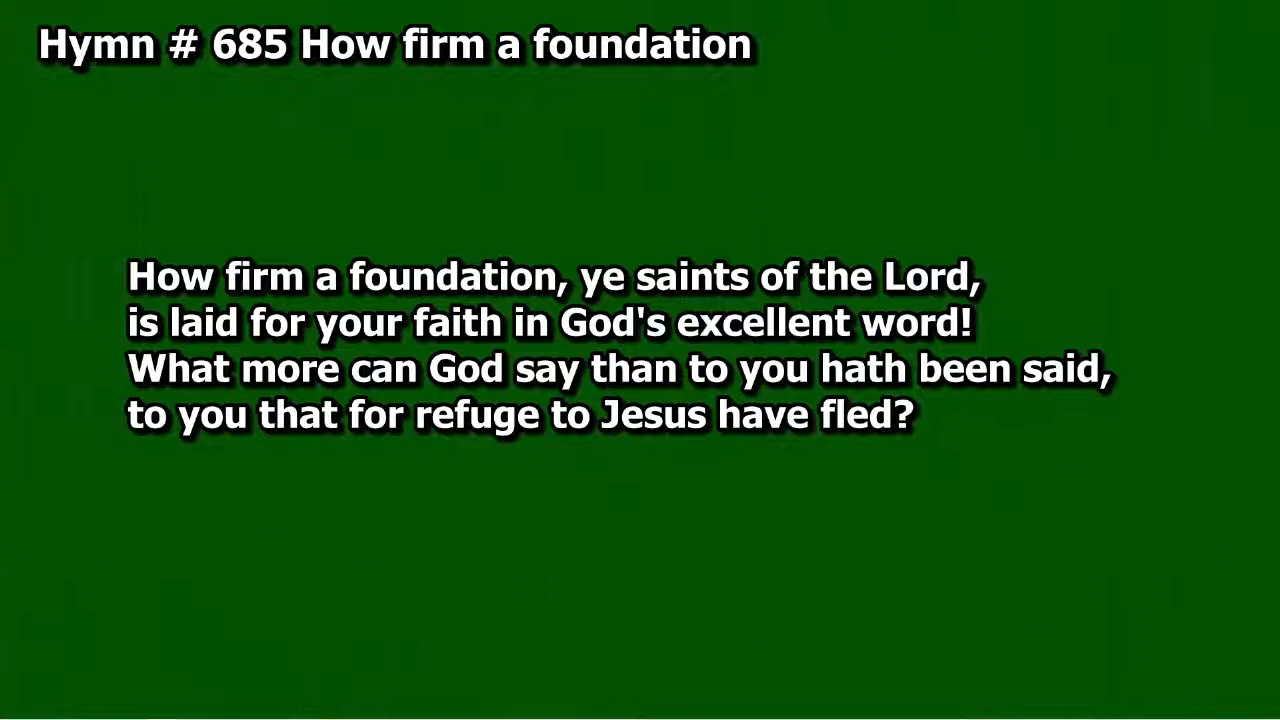 Hymn # 685 How firm a foundation
How firm a foundation, ye saints of the Lord,
is laid for your faith in God's excellent word!
What more can God say than to you hath been said,
to you that for refuge to Jesus have fled?